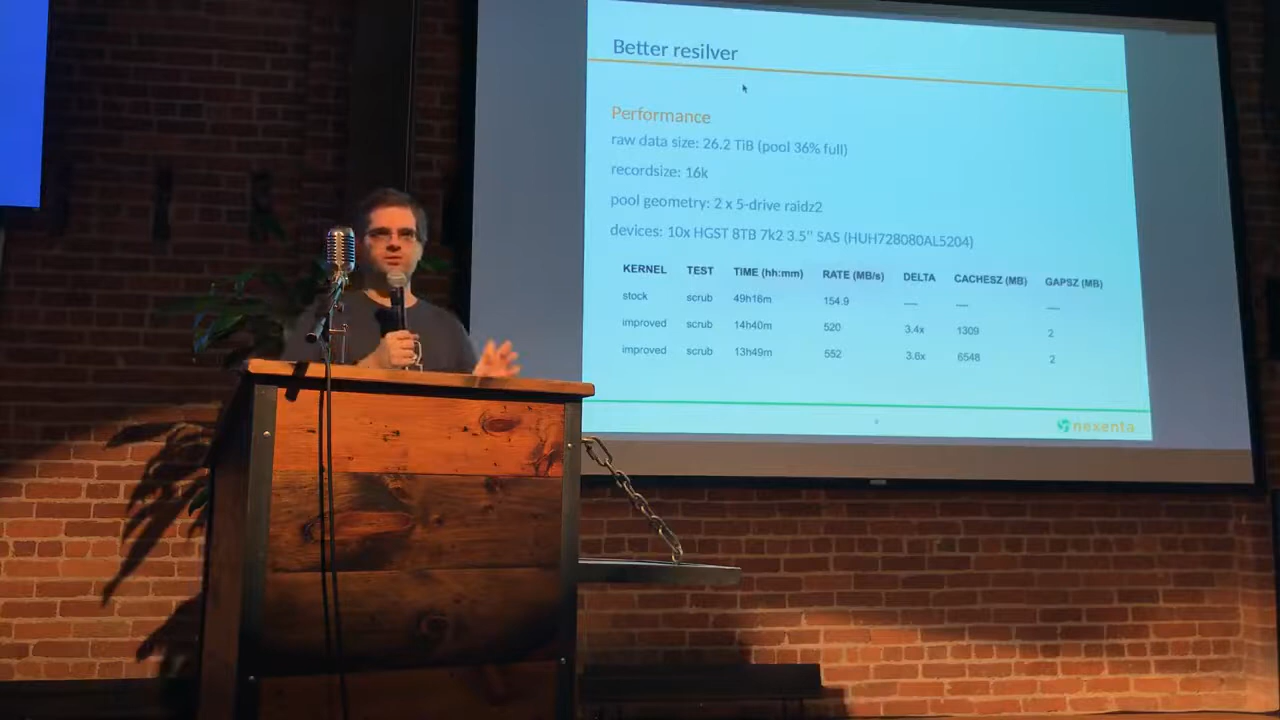 Better resilver
Performance
raw data size: 26.2 TiB (pool 36% full)
recordsize: 16k
pool geometry: 2 x 5-drive raidz2
devices: 10x HGST 8TB 7k2 3.5" SAS (HUH728080AL5204)
KERNEL TEST TIME (hh:mm) RATE (MB/s) DELTA CACHESZ (MB) GAPSZ (MB)
stock scrub 49h16m 154.9 — — —
improved scrub 14h40m 520 3.4x 1309 2
improved scrub 13h49m 552 3.6x 6548 2
nexenta